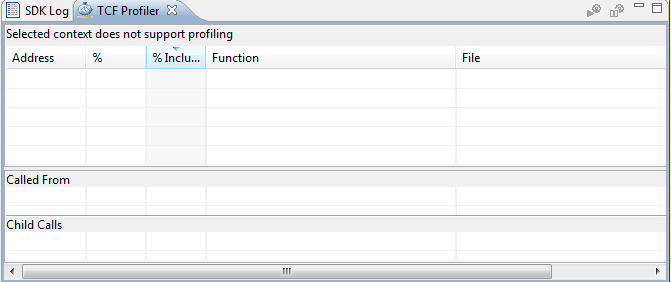 SDK Log TCF Profiler
Selected context does not support profiling
Address % % Inclu... Function File
Called From
Child Calls